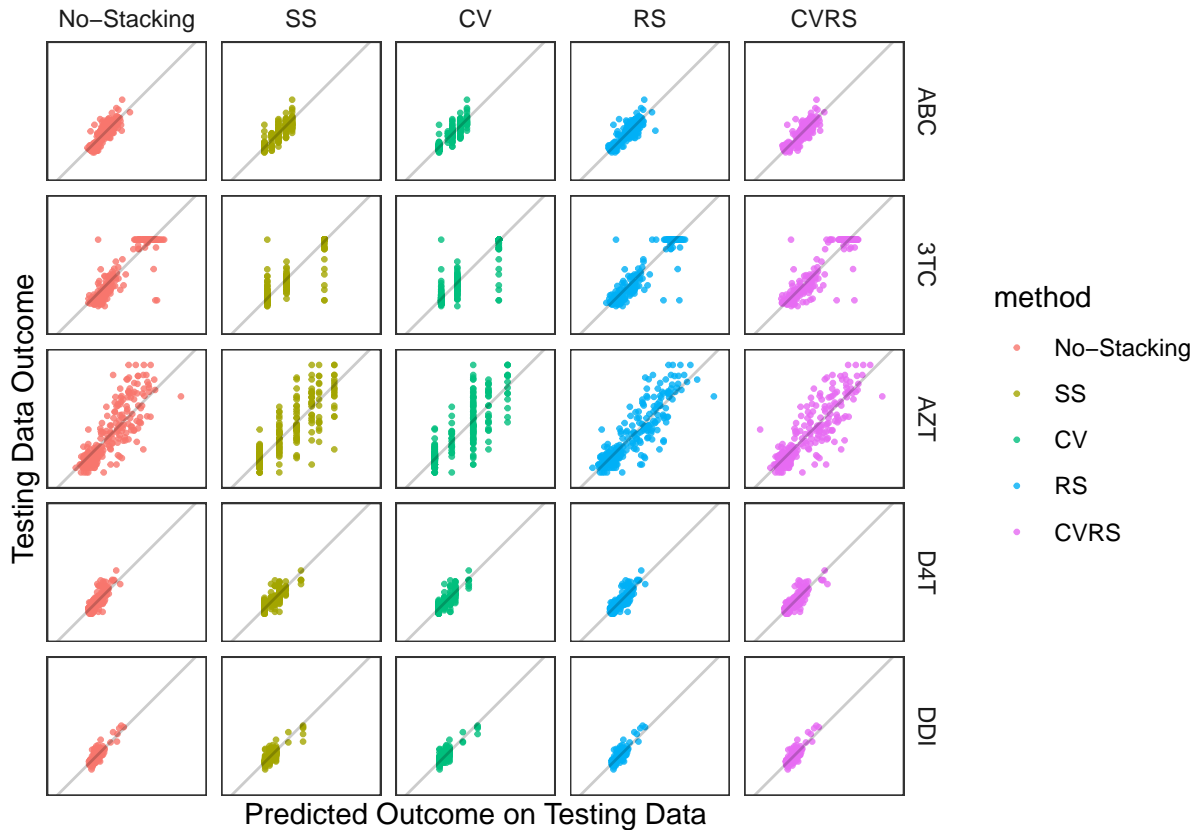 No−Stacking SS CV RS CVRS
ABC
3TC
AZT
D4T
DDI
Testing Data Outcome
Predicted Outcome on Testing Data
method
No−Stacking
SS
CV
RS
CVRS